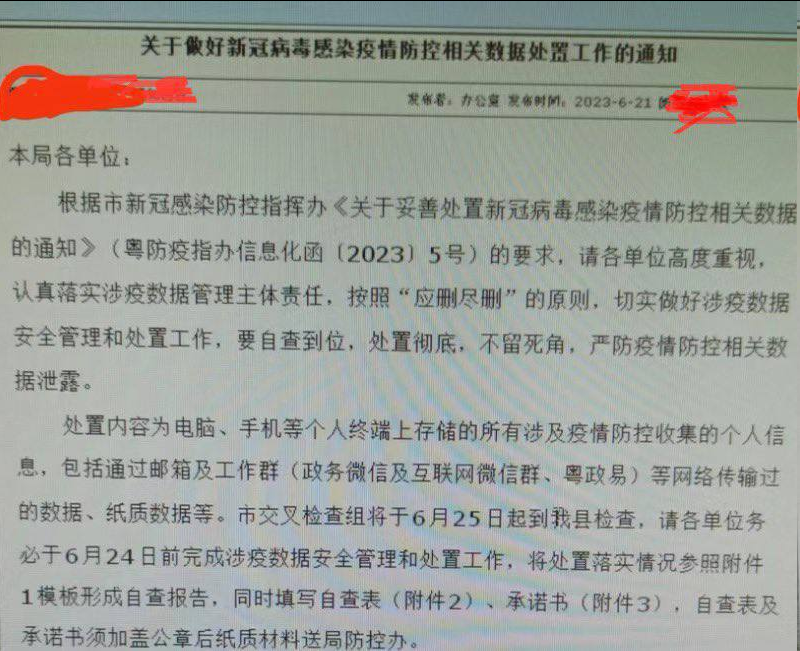 关于做好新冠病毒感染疫情防控相关数据处置工作的通知
发布者：办公室 发布时间：2023-6-21
本局各单位：
根据市新冠感染防控指挥办《关于妥善处置新冠病毒感染疫情防控相关数据
的通知》（粤防疫指办信息化函〔2023〕5号）的要求，请各单位高度重视，
认真落实涉疫数据管理主体责任，按照“应删尽删”的原则，切实做好涉疫数据
安全管理和处置工作，要自查到位，处置彻底，不留死角，严防疫情防控相关数
据泄露。
处置内容为电脑、手机等个人终端上存储的所有涉及疫情防控收集的个人信
息，包括通过邮箱及工作群（政务微信及互联网微信群、粤政易）等网络传输过
的数据、纸质数据等。市交叉检查组将于6月25日起到我县检查，请各单位务
必于6月24日前完成涉疫数据安全管理和处置工作，将处置落实情况参照附件
1模板形成自查报告，同时填写自查表（附件2）、承诺书（附件3），自查表及
承诺书须加盖公章后纸质材料送局防控办。